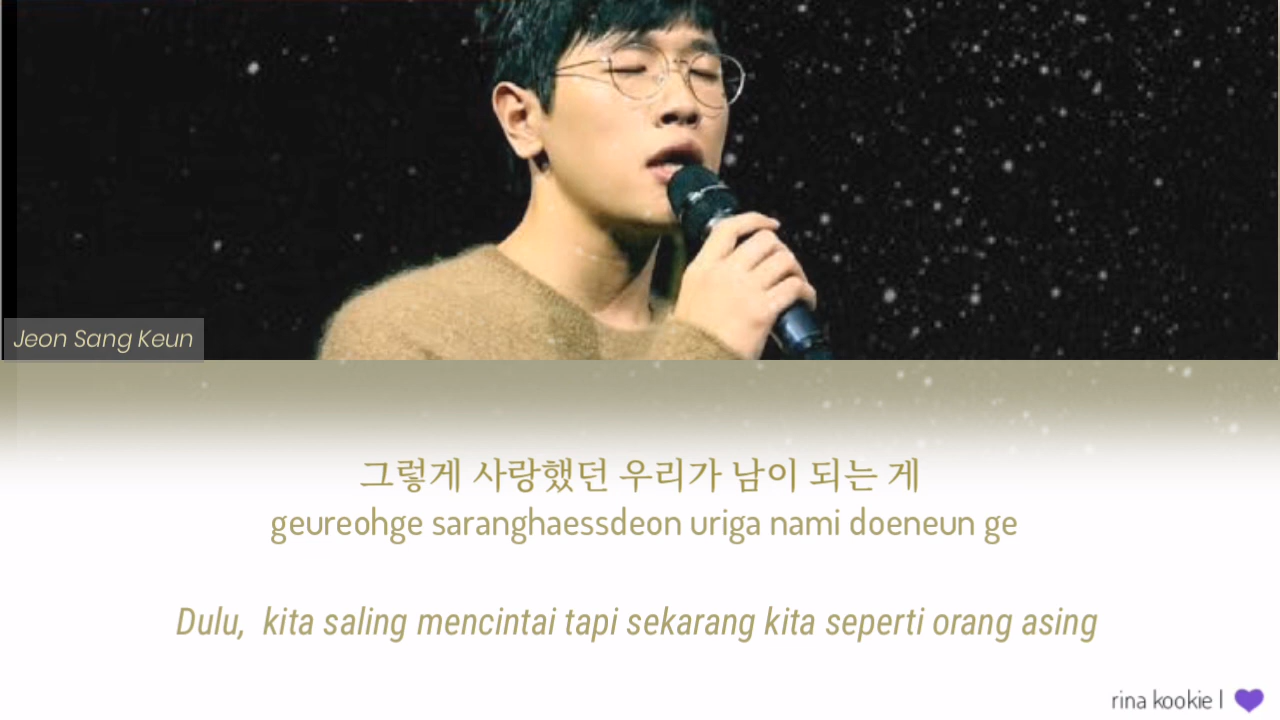 Jeon Sang Keun
그렇게 사랑했던 우리가 남이 되는 게
geureohge saranghaessdeon uriga nami doeneun ge
Dulu, kita saling mencintai tapi sekarang kita seperti orang asing
rina kookie l 💜